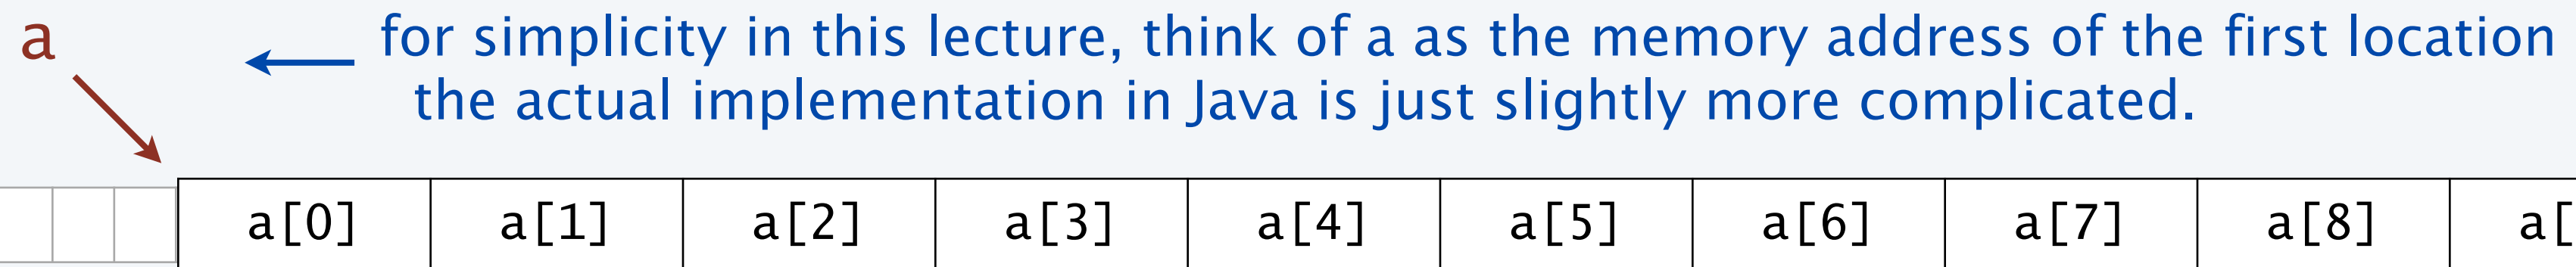 a
for simplicity in this lecture, think of a as the memory address of the first location
the actual implementation in Java is just slightly more complicated.
a[0] a[1] a[2] a[3] a[4] a[5] a[6] a[7] a[8] a[